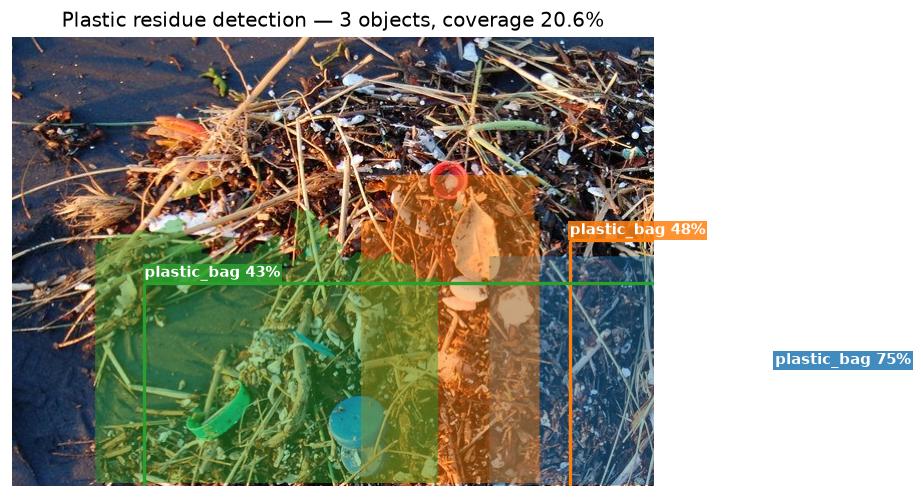 Plastic residue detection — 3 objects, coverage 20.6%
plastic_bag 48%
plastic_bag 43%
plastic_bag 75%